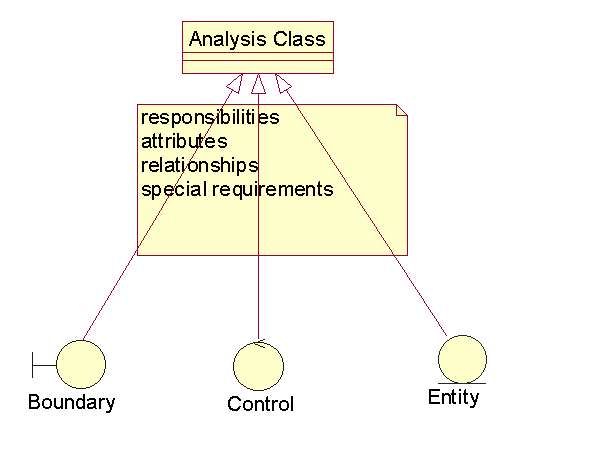 Analysis Class
responsibilities
attributes
relationships
special requirements
Boundary
Control
Entity